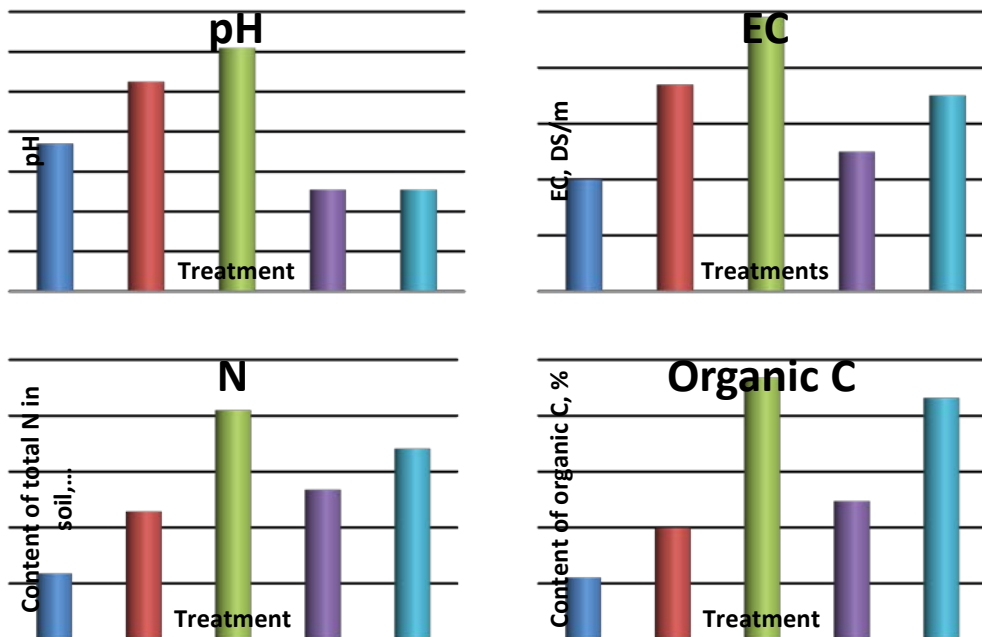 pH
pH
Treatment
EC
EC, DS/m
Treatments
N
Content of total N in
soil,...
Treatment
Organic C
Content of organic C, %
Treatment